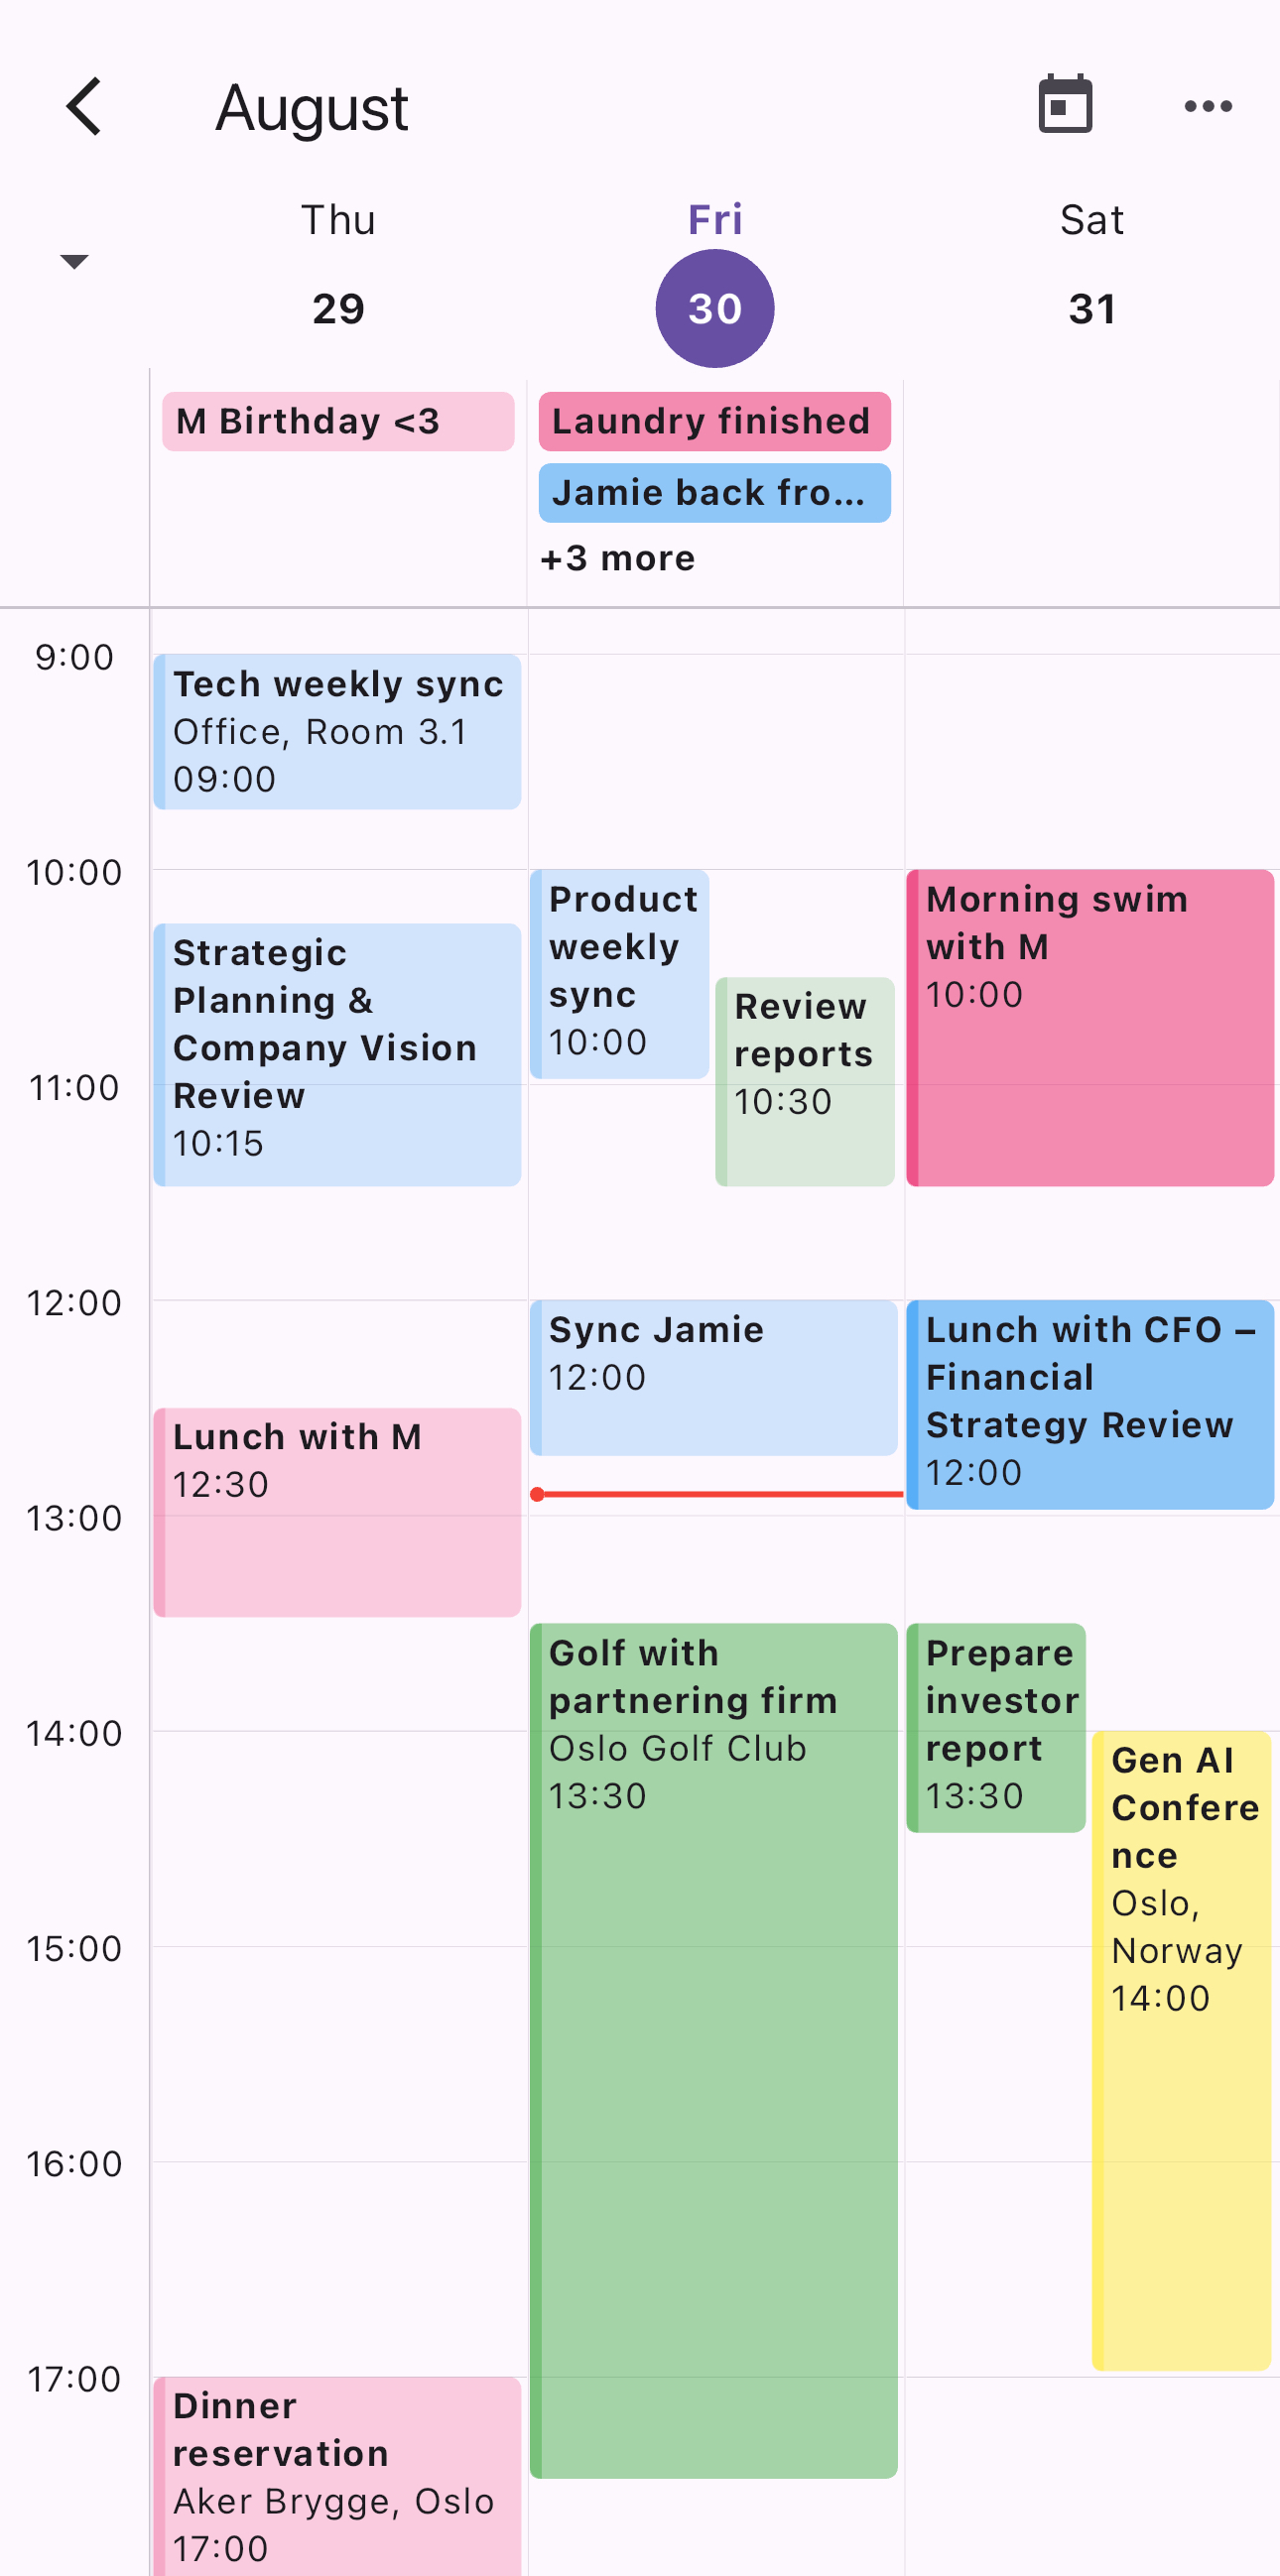 August
Thu
Fri
Sat
29
30
31
M Birthday <3
Laundry finished
Jamie back fro...
+3 more
9:00
10:00
11:00
12:00
13:00
14:00
15:00
16:00
17:00
Tech weekly sync
Office, Room 3.1
09:00
Strategic
Planning &
Company Vision
Review
10:15
Lunch with M
12:30
Dinner
reservation
Aker Brygge, Oslo
17:00
Product
weekly
sync
10:00
Review
reports
10:30
Sync Jamie
12:00
Golf with
partnering firm
Oslo Golf Club
13:30
Morning swim
with M
10:00
Lunch with CFO –
Financial
Strategy Review
12:00
Prepare
investor
report
13:30
Gen AI
Confere
nce
Oslo,
Norway
14:00